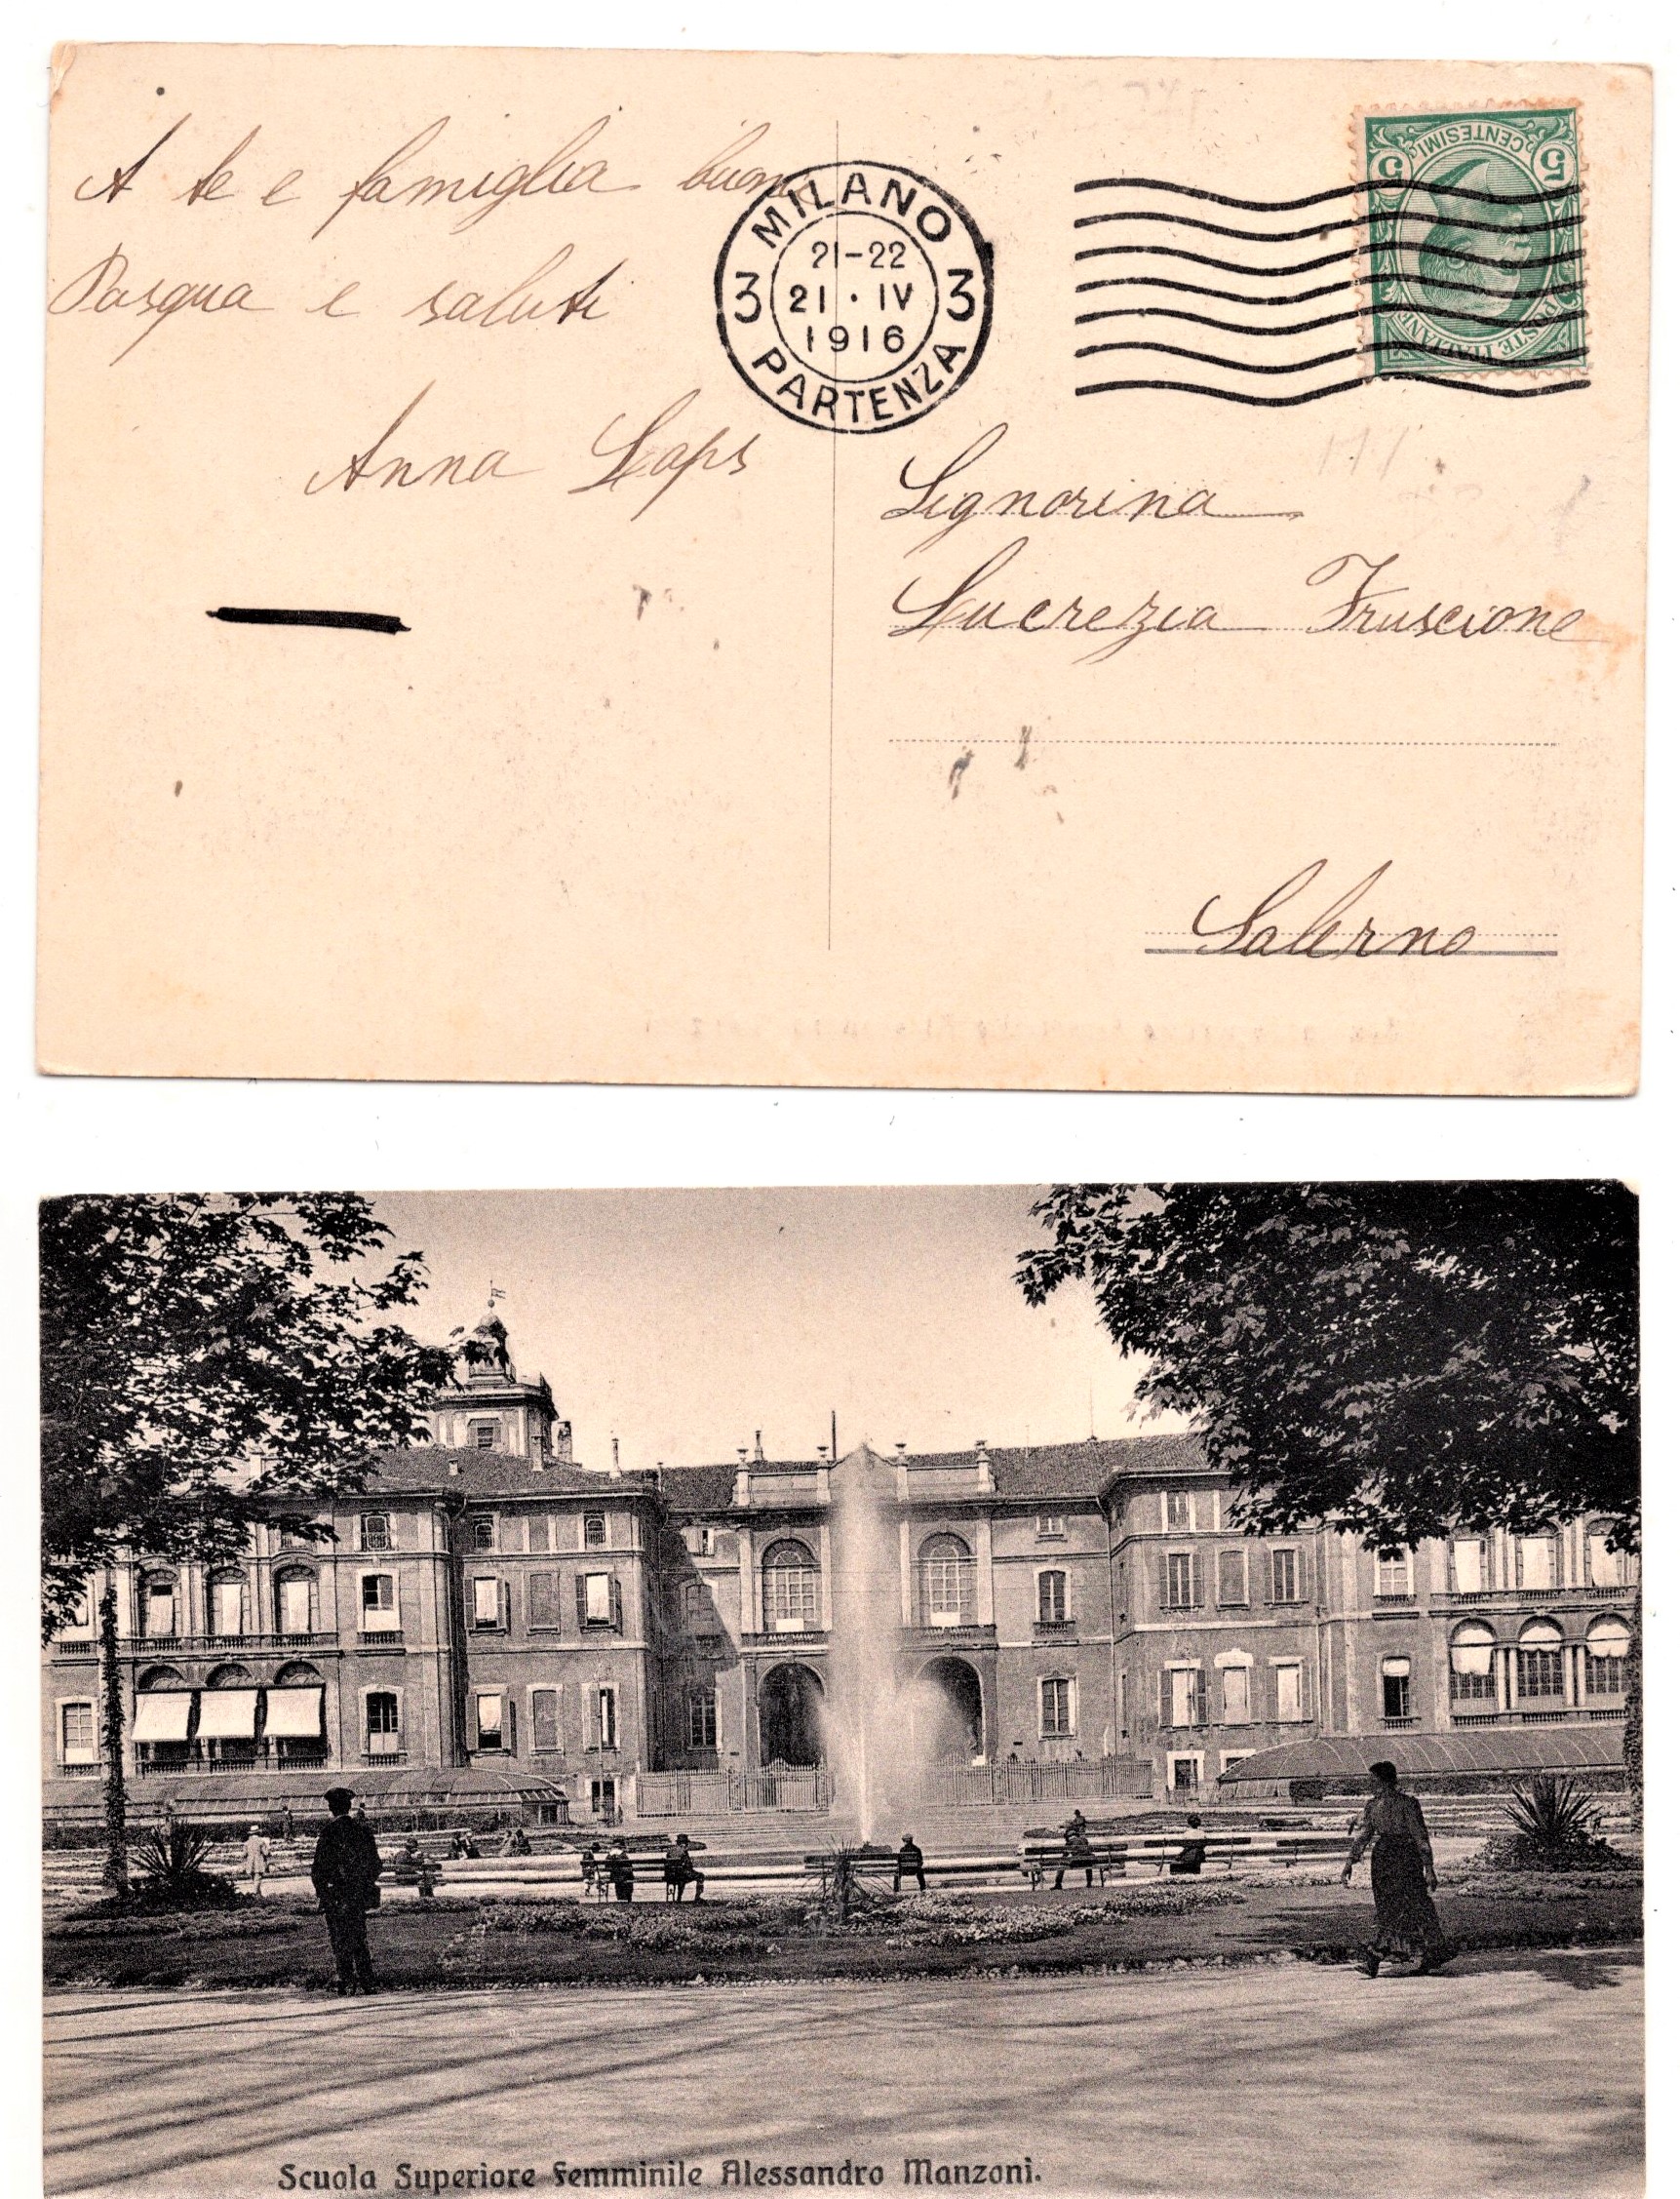 A te e famiglia buona
Pasqua e saluti
Anna Laps
MILANO
21-22
3 21·IV 3
1916
PARTENZA
5 CENTESIMI 5
POSTE ITALIANE
Signorina
Lucrezia Fruscione
Salerno
Scuola Superiore Femminile Alessandro Manzoni.